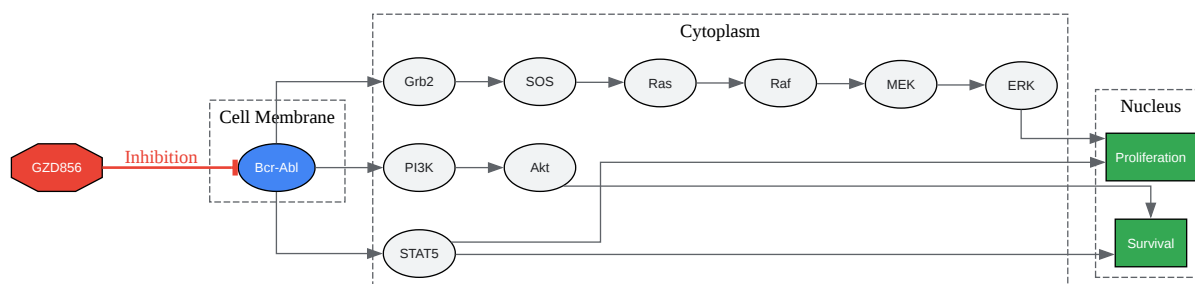 Cytoplasm
Grb2
SOS
Ras
Raf
MEK
ERK
Cell Membrane
Nucleus
GZD856
Inhibition
Bcr-Abl
PI3K
Akt
Proliferation
STAT5
Survival